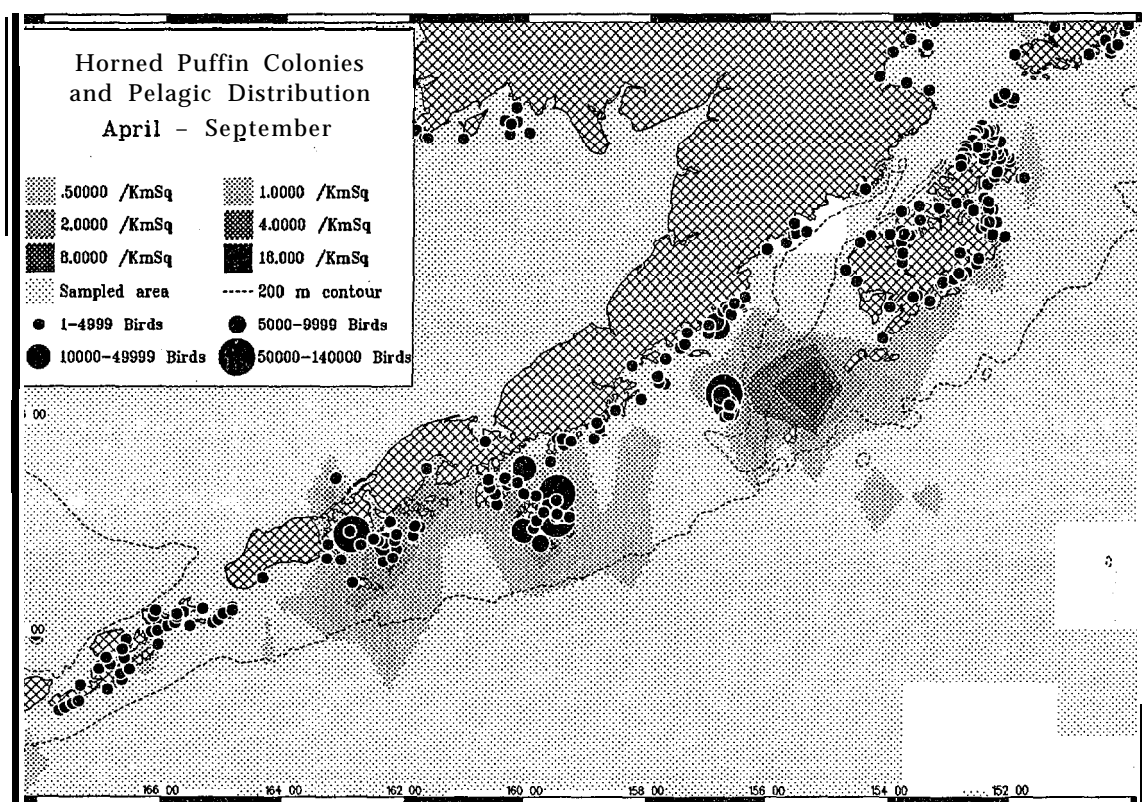 Horned Puffin Colonies
and Pelagic Distribution
April - September
.50000 /KmSq
1.0000 /KmSq
2.0000 /KmSq
4.0000 /KmSq
8.0000 /KmSq
16.000 /KmSq
Sampled area
200 m contour
1-4999 Birds
5000-9999 Birds
10000-49999 Birds
50000-140000 Birds
00
00
166 00
164 00
162 00
160 00
158 00
156 00
154 00
152 00